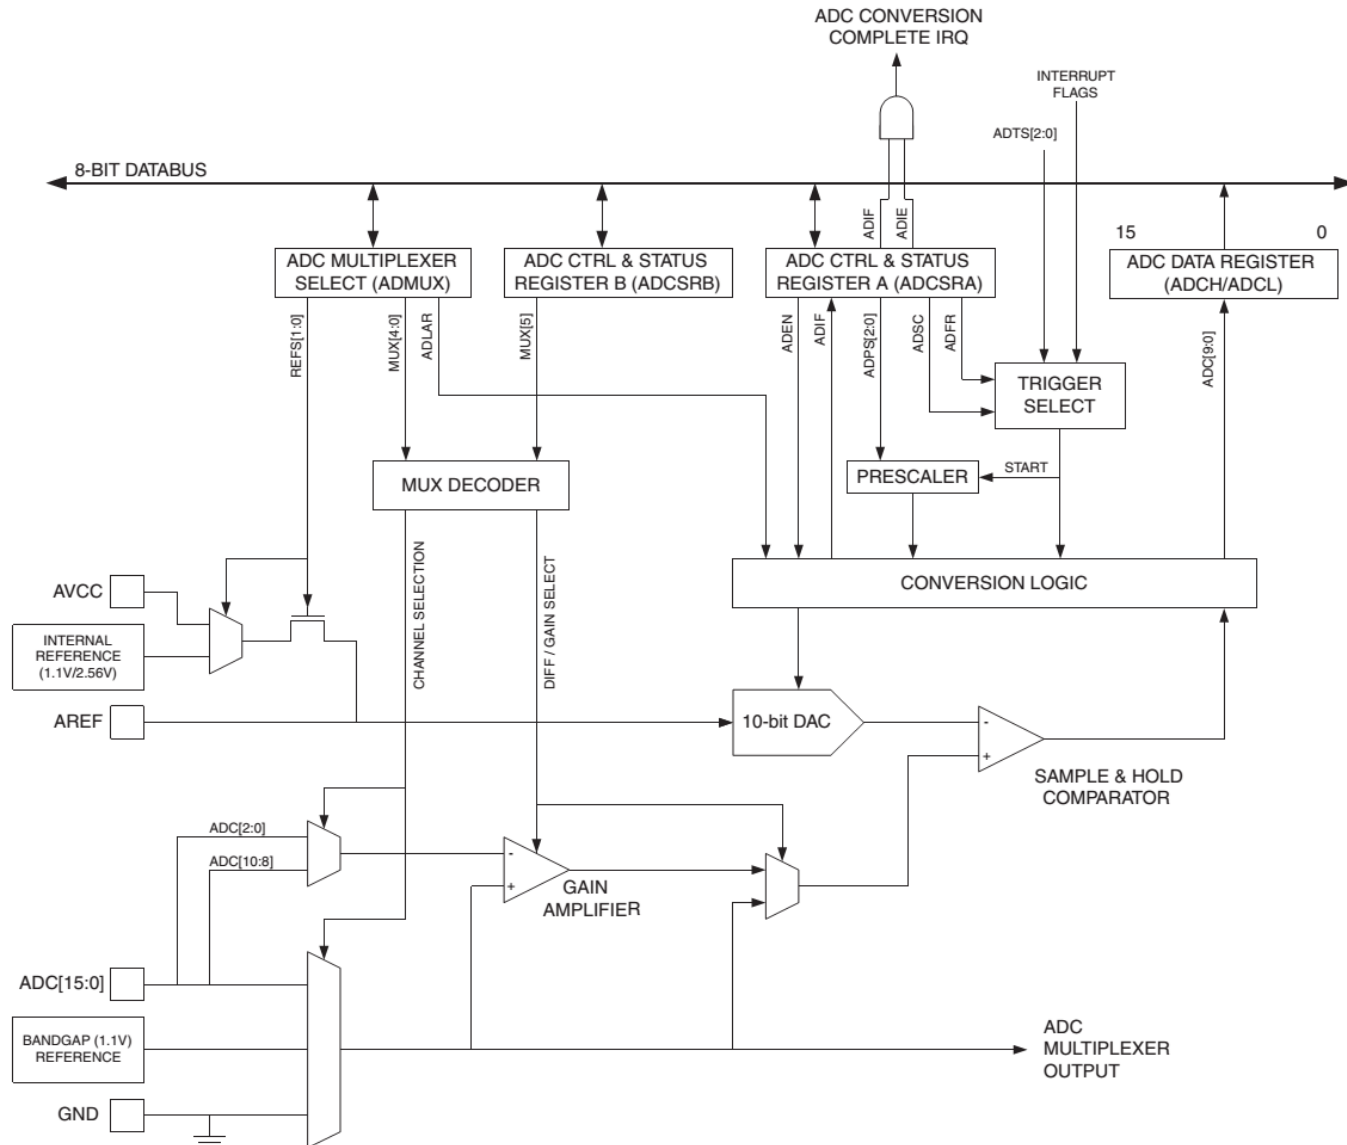 ADC CONVERSION
COMPLETE IRQ
INTERRUPT
FLAGS
ADTS[2:0]
8-BIT DATABUS
ADIF
ADIE
15
0
ADC MULTIPLEXER
SELECT (ADMUX)
ADC CTRL & STATUS
REGISTER B (ADCSRB)
ADC CTRL & STATUS
REGISTER A (ADCSRA)
ADC DATA REGISTER
(ADCH/ADCL)
REFS[1:0]
MUX[4:0]
ADLAR
MUX[5]
ADEN
ADIF
ADPS[2:0]
ADSC
ADFR
ADC[9:0]
TRIGGER
SELECT
MUX DECODER
PRESCALER
START
CHANNEL SELECTION
DIFF / GAIN SELECT
CONVERSION LOGIC
AVCC
INTERNAL
REFERENCE
(1.1V/2.56V)
AREF
10-bit DAC
-
+
SAMPLE & HOLD
COMPARATOR
ADC[2:0]
ADC[10:8]
-
+
GAIN
AMPLIFIER
ADC[15:0]
BANDGAP (1.1V)
REFERENCE
ADC
MULTIPLEXER
OUTPUT
GND